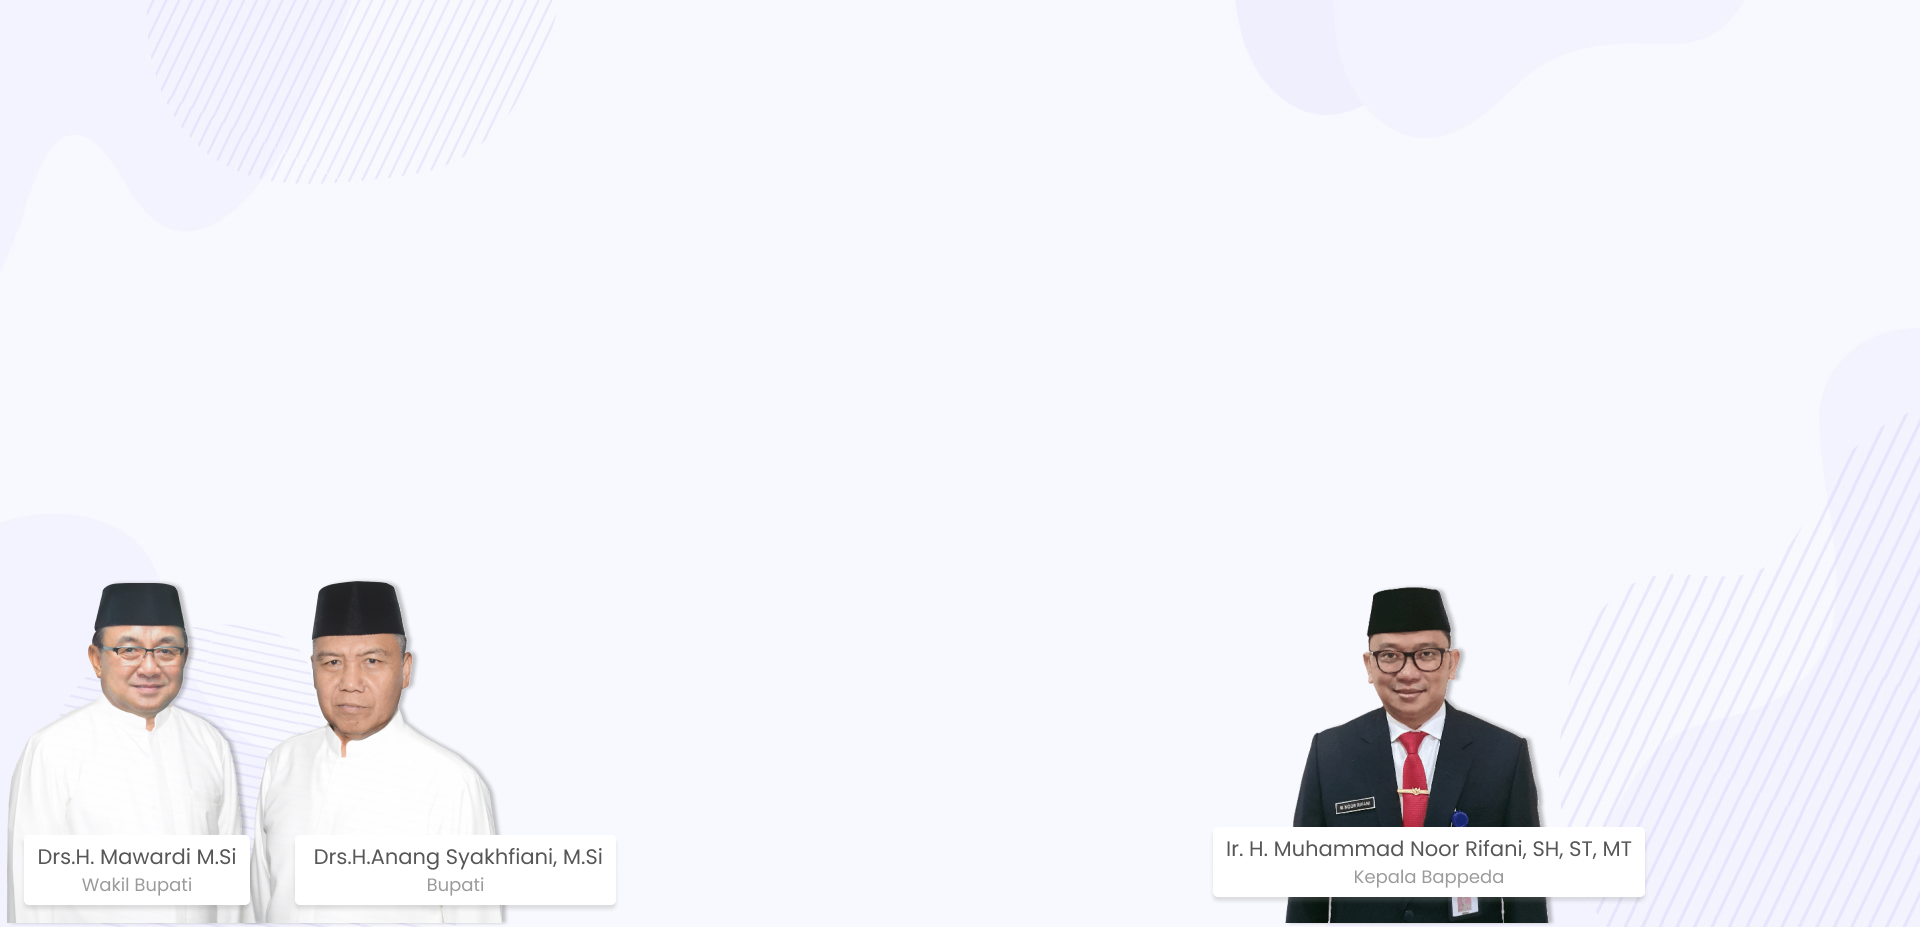 Drs.H. Mawardi M.Si
Wakil Bupati
Drs.H.Anang Syakhfiani, M.Si
Bupati
Ir. H. Muhammad Noor Rifani, SH, ST, MT
Kepala Bappeda